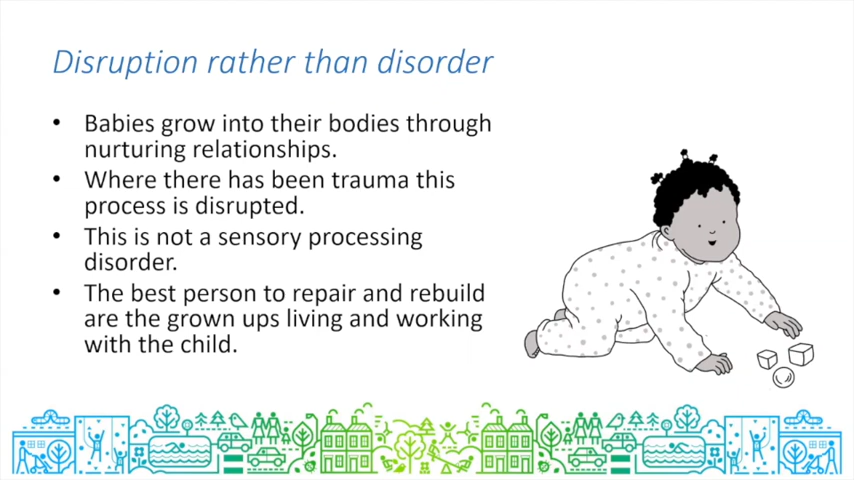 Disruption rather than disorder
• Babies grow into their bodies through
nurturing relationships.
• Where there has been trauma this
process is disrupted.
• This is not a sensory processing
disorder.
• The best person to repair and rebuild
are the grown ups living and working
with the child.